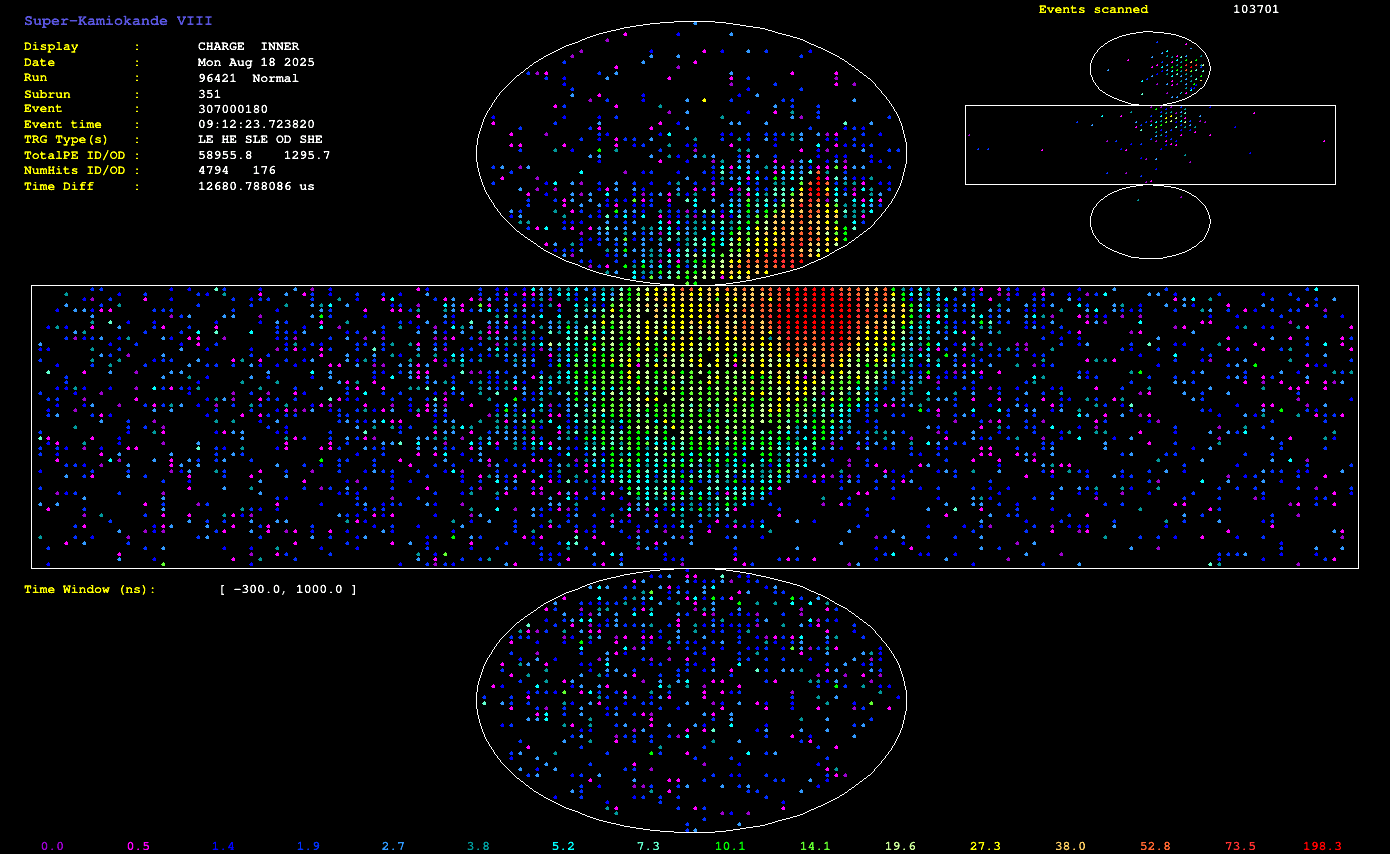 Super-Kamiokande VIII
Events scanned 103701
Display : CHARGE INNER
Date : Mon Aug 18 2025
Run : 96421 Normal
Subrun : 351
Event : 307000180
Event time : 09:12:23.723820
TRG Type(s) : LE HE SLE OD SHE
TotalPE ID/OD : 58955.8 1295.7
NumHits ID/OD : 4794 176
Time Diff : 12680.788086 us
Time Window (ns): [ -300.0, 1000.0 ]
0.0 0.5 1.4 1.9 2.7 3.8 5.2 7.3 10.1 14.1 19.6 27.3 38.0 52.8 73.5 198.3